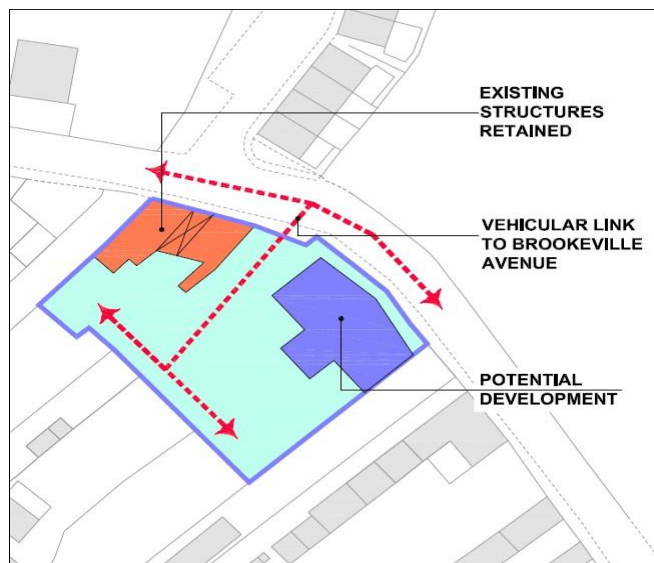 EXISTING
STRUCTURES
RETAINED
VEHICULAR LINK
TO BROOKEVILLE
AVENUE
POTENTIAL
DEVELOPMENT